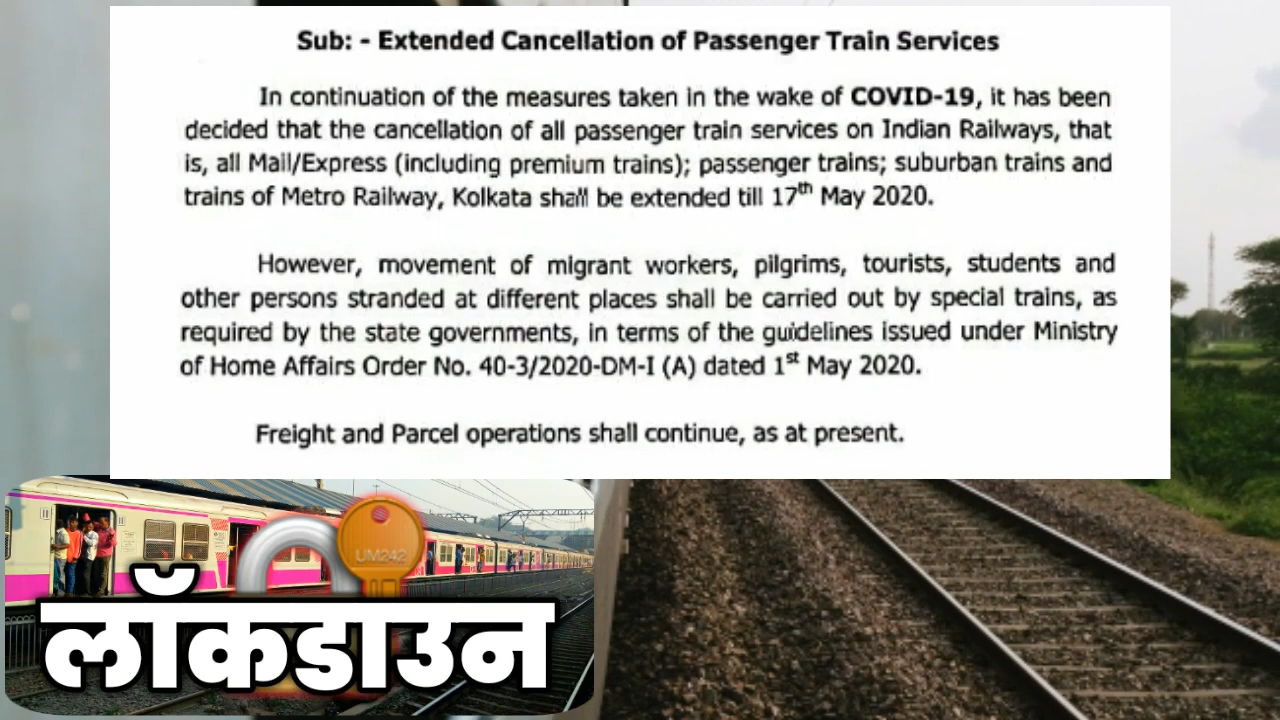 Sub: - Extended Cancellation of Passenger Train Services
In continuation of the measures taken in the wake of COVID-19, it has been
decided that the cancellation of all passenger train services on Indian Railways, that
is, all Mail/Express (including premium trains); passenger trains; suburban trains and
trains of Metro Railway, Kolkata shall be extended till 17th May 2020.
However, movement of migrant workers, pilgrims, tourists, students and
other persons stranded at different places shall be carried out by special trains, as
required by the state governments, in terms of the guidelines issued under Ministry
of Home Affairs Order No. 40-3/2020-DM-I (A) dated 1st May 2020.
Freight and Parcel operations shall continue, as at present.
UM242
लॉकडाउन